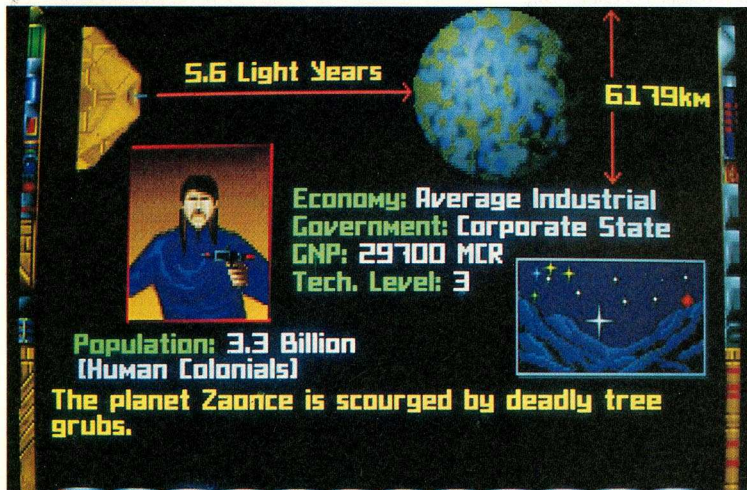 5.6 Light Years
6179km
Economy: Average Industrial
Government: Corporate State
GNP: 29700 MCR
Tech. Level: 3
Population: 3.3 Billion
(Human Colonials)
The planet Zaonce is scourged by deadly tree
grubs.